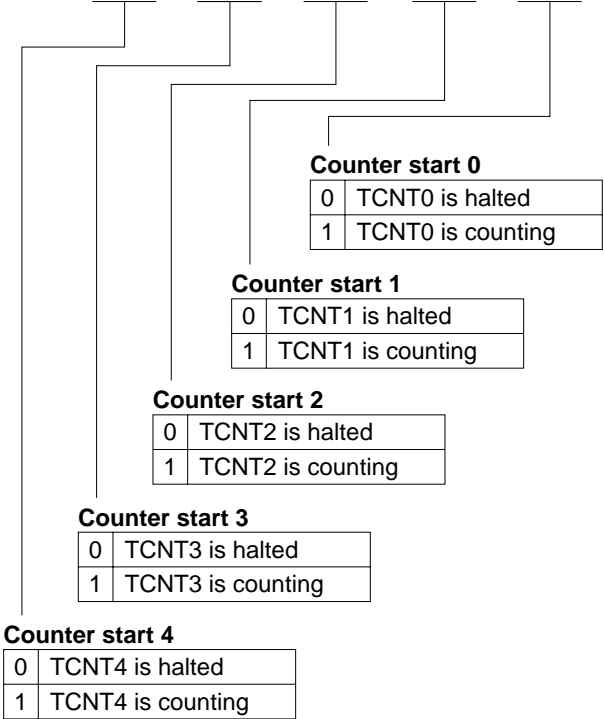 Counter start 0
0 TCNT0 is halted
1 TCNT0 is counting
Counter start 1
0 TCNT1 is halted
1 TCNT1 is counting
Counter start 2
0 TCNT2 is halted
1 TCNT2 is counting
Counter start 3
0 TCNT3 is halted
1 TCNT3 is counting
Counter start 4
0 TCNT4 is halted
1 TCNT4 is counting